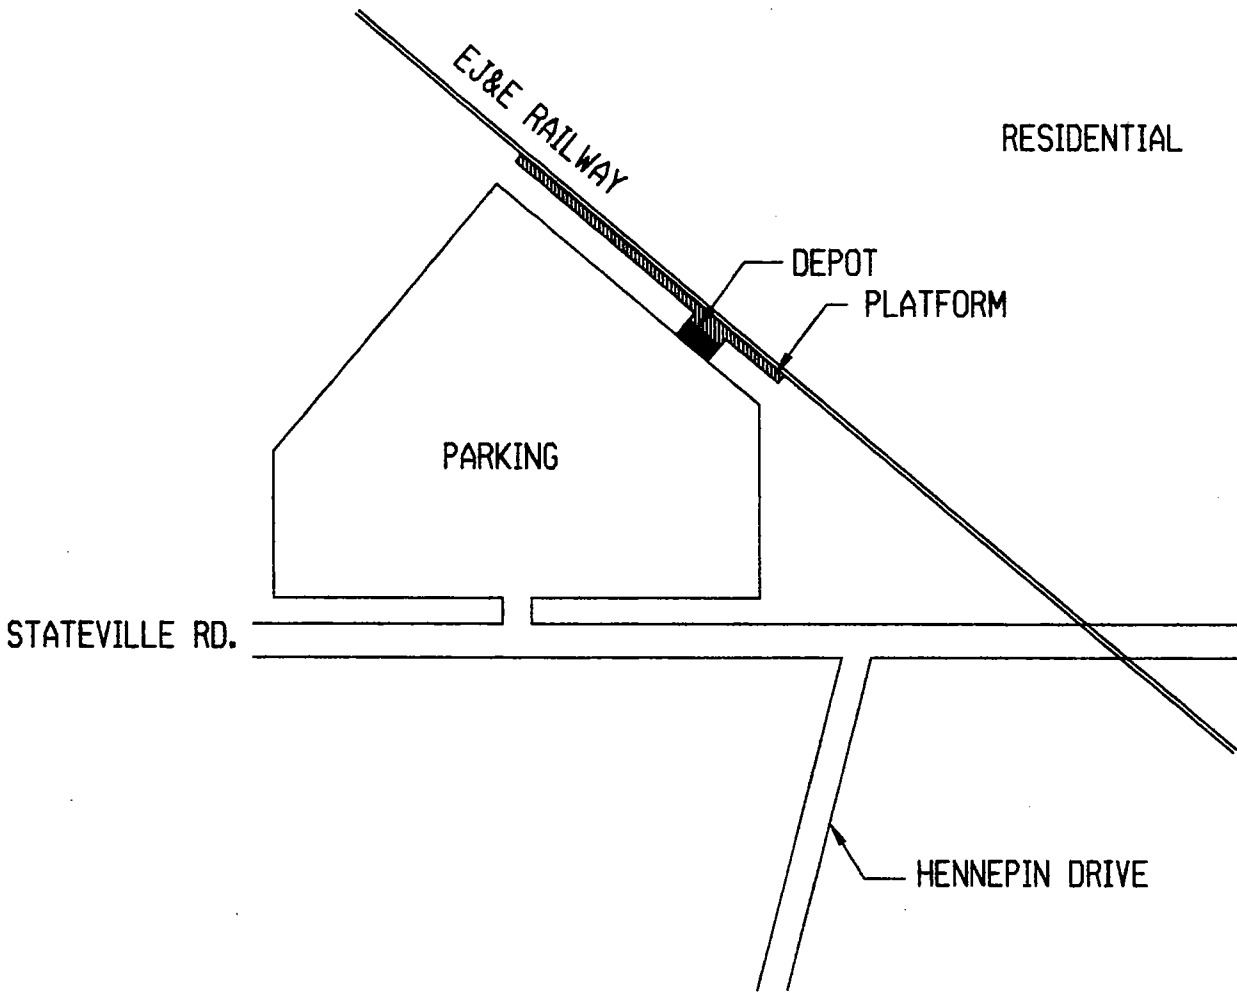 EJ&E RAILWAY
RESIDENTIAL
DEPOT
PLATFORM
PARKING
STATEVILLE RD.
HENNEPIN DRIVE